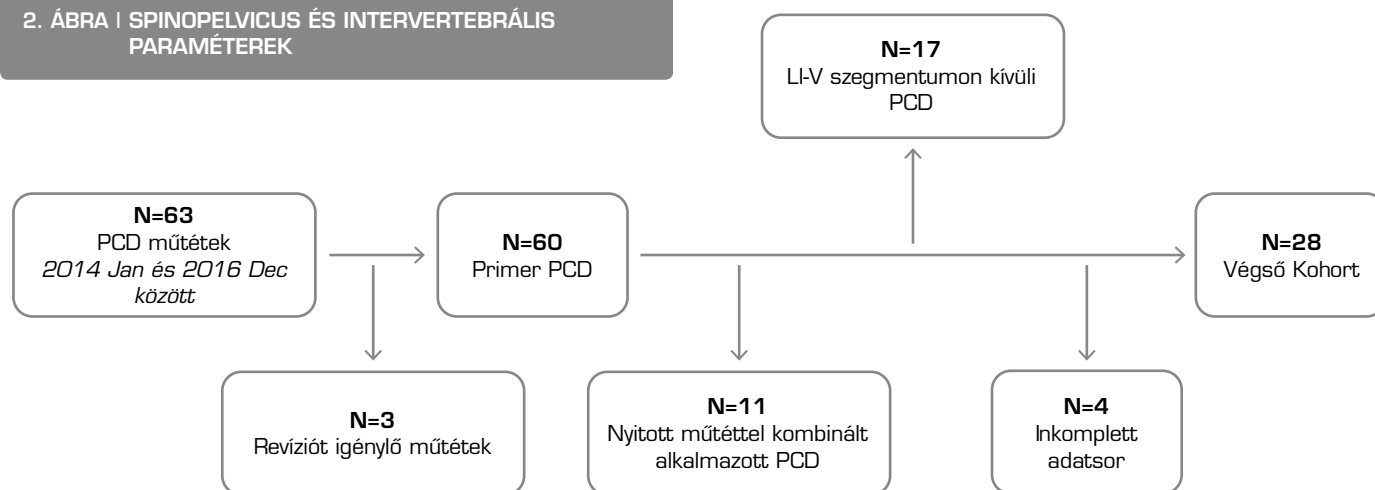 2. ÁBRA | SPINOPELVICUS ÉS INTERVERTEBRÁLIS
PARAMÉTEREK
N=17
LI-V szegmentumon kívüli
PCD
N=63
PCD műtétek
2014 Jan és 2016 Dec
között
N=60
Primer PCD
N=28
Végső Kohort
N=3
Revíziót igénylő műtétek
N=11
Nyitott műtéttel kombinált
alkalmazott PCD
N=4
Inkomplett
adatsor